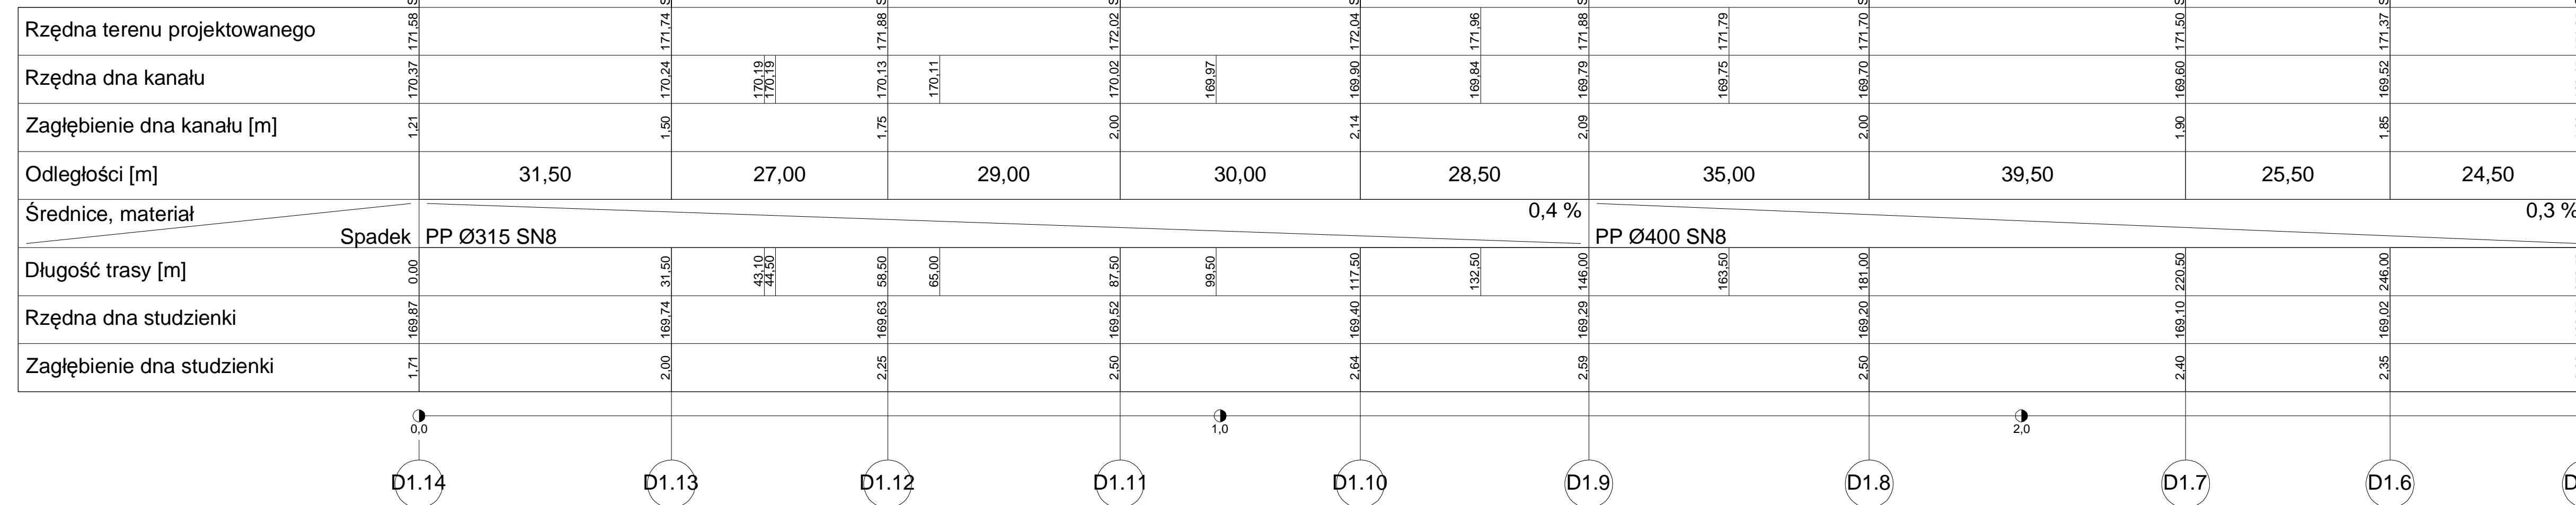 Rzędna terenu projektowanego 171,58 171,74 171,88 172,02 172,04 171,96 171,88 171,79 171,70 171,50 171,37
Rzędna dna kanału 170,37 170,24 170,19 170,19 170,13 170,11 170,02 169,97 169,90 169,84 169,79 169,75 169,70 169,60 169,52
Zagłębienie dna kanału [m] 1,21 1,50 1,75 2,00 2,14 2,09 2,00 1,90 1,85
Odległości [m] 31,50 27,00 29,00 30,00 28,50 35,00 39,50 25,50 24,50
Średnice, materiał 0,4 % 0,3 %
Spadek PP Ø315 SN8 PP Ø400 SN8
Długość trasy [m] 0,00 31,50 43,10 44,50 58,50 65,00 87,50 99,50 117,50 132,50 146,00 163,50 181,00 220,50 246,00
Rzędna dna studzienki 169,87 169,74 169,63 169,52 169,40 169,29 169,20 169,10 169,02
Zagłębienie dna studzienki 1,71 2,00 2,25 2,50 2,64 2,59 2,50 2,40 2,35
0,0 1,0 2,0
D1.14 D1.13 D1.12 D1.11 D1.10 D1.9 D1.8 D1.7 D1.6